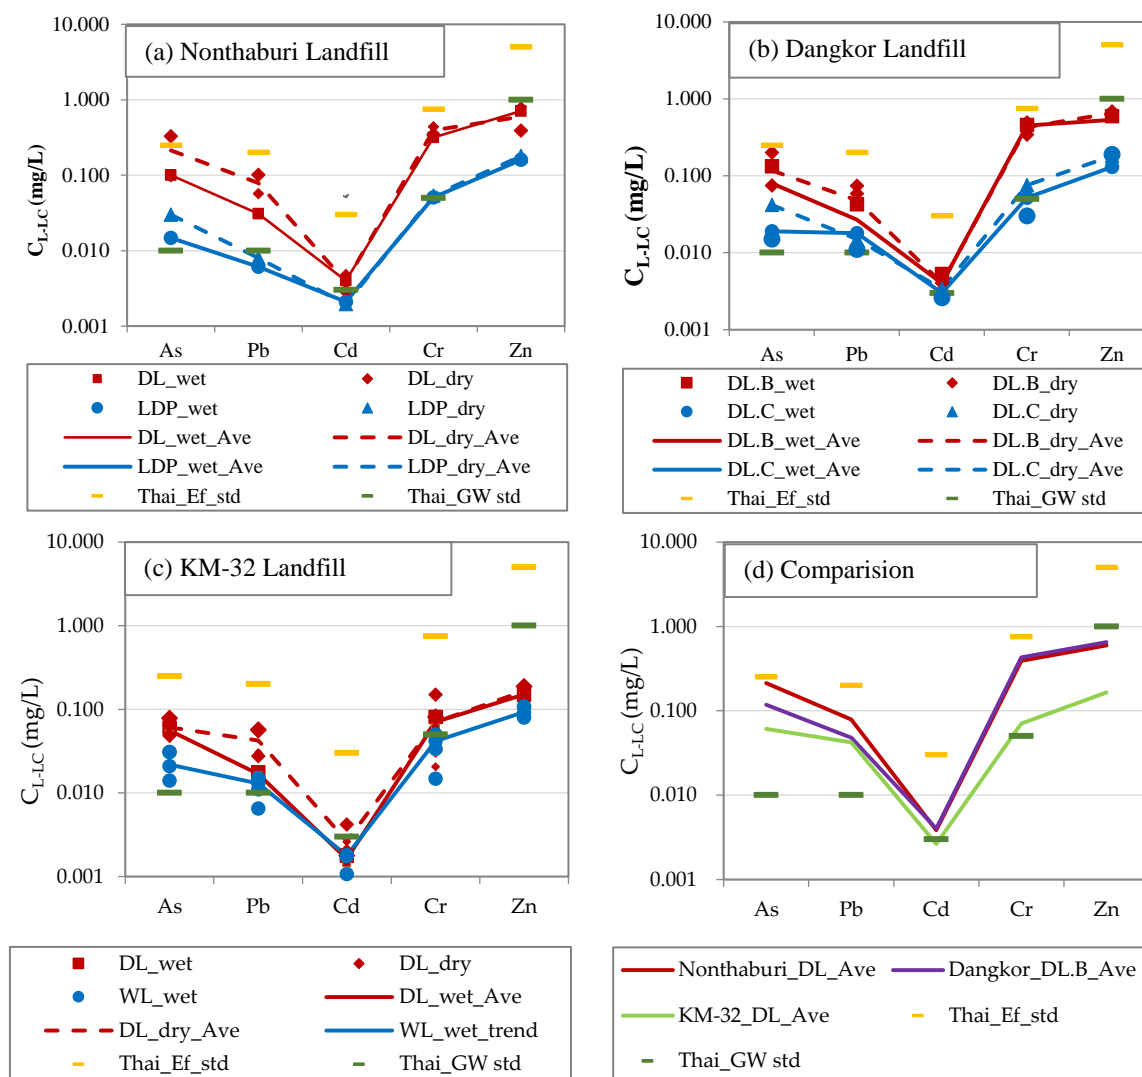 (a) Nonthaburi Landfill
10.000
1.000
0.100
0.010
0.001
C_L-LC (mg/L)
As Pb Cd Cr Zn
DL_wet DL_dry
LDP_wet LDP_dry
DL_wet_Ave DL_dry_Ave
LDP_wet_Ave LDP_dry_Ave
Thai_Ef_std Thai_GW std
(b) Dangkor Landfill
10.000
1.000
0.100
0.010
0.001
C_L-LC (mg/L)
As Pb Cd Cr Zn
DL.B_wet DL.B_dry
DL.C_wet DL.C_dry
DL.B_wet_Ave DL.B_dry_Ave
DL.C_wet_Ave DL.C_dry_Ave
Thai_Ef_std Thai_GW std
(c) KM-32 Landfill
10.000
1.000
0.100
0.010
0.001
C_L-LC (mg/L)
As Pb Cd Cr Zn
DL_wet DL_dry
WL_wet DL_wet_Ave
DL_dry_Ave WL_wet_trend
Thai_Ef_std Thai_GW std
(d) Comparision
10.000
1.000
0.100
0.010
0.001
C_L-LC (mg/L)
As Pb Cd Cr Zn
Nonthaburi_DL_Ave Dangkor_DL.B_Ave
KM-32_DL_Ave Thai_Ef_std
Thai_GW std